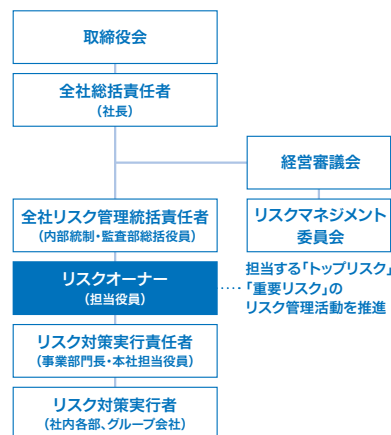 取締役会
全社総括責任者
（社長）
経営審議会
リスクマネジメント
委員会
全社リスク管理統括責任者
（内部統制・監査部総括役員）
リスクオーナー
（担当役員）
担当する「トップリスク」
「重要リスク」の
リスク管理活動を推進
リスク対策実行責任者
（事業部門長・本社担当役員）
リスク対策実行者
（社内各部、グループ会社）